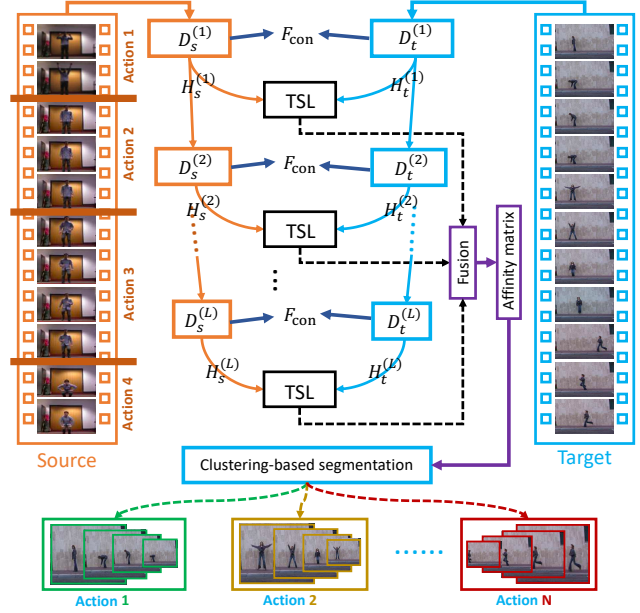 Action 1
Action 2
Action 3
Action 4
Source
D_s^(1)
F_con
D_t^(1)
H_s^(1)
TSL
H_t^(1)
D_s^(2)
F_con
D_t^(2)
H_s^(2)
TSL
H_t^(2)
⋮
D_s^(L)
F_con
D_t^(L)
H_s^(L)
TSL
H_t^(L)
Fusion
Affinity matrix
Target
Clustering-based segmentation
Action 1
Action 2
......
Action N